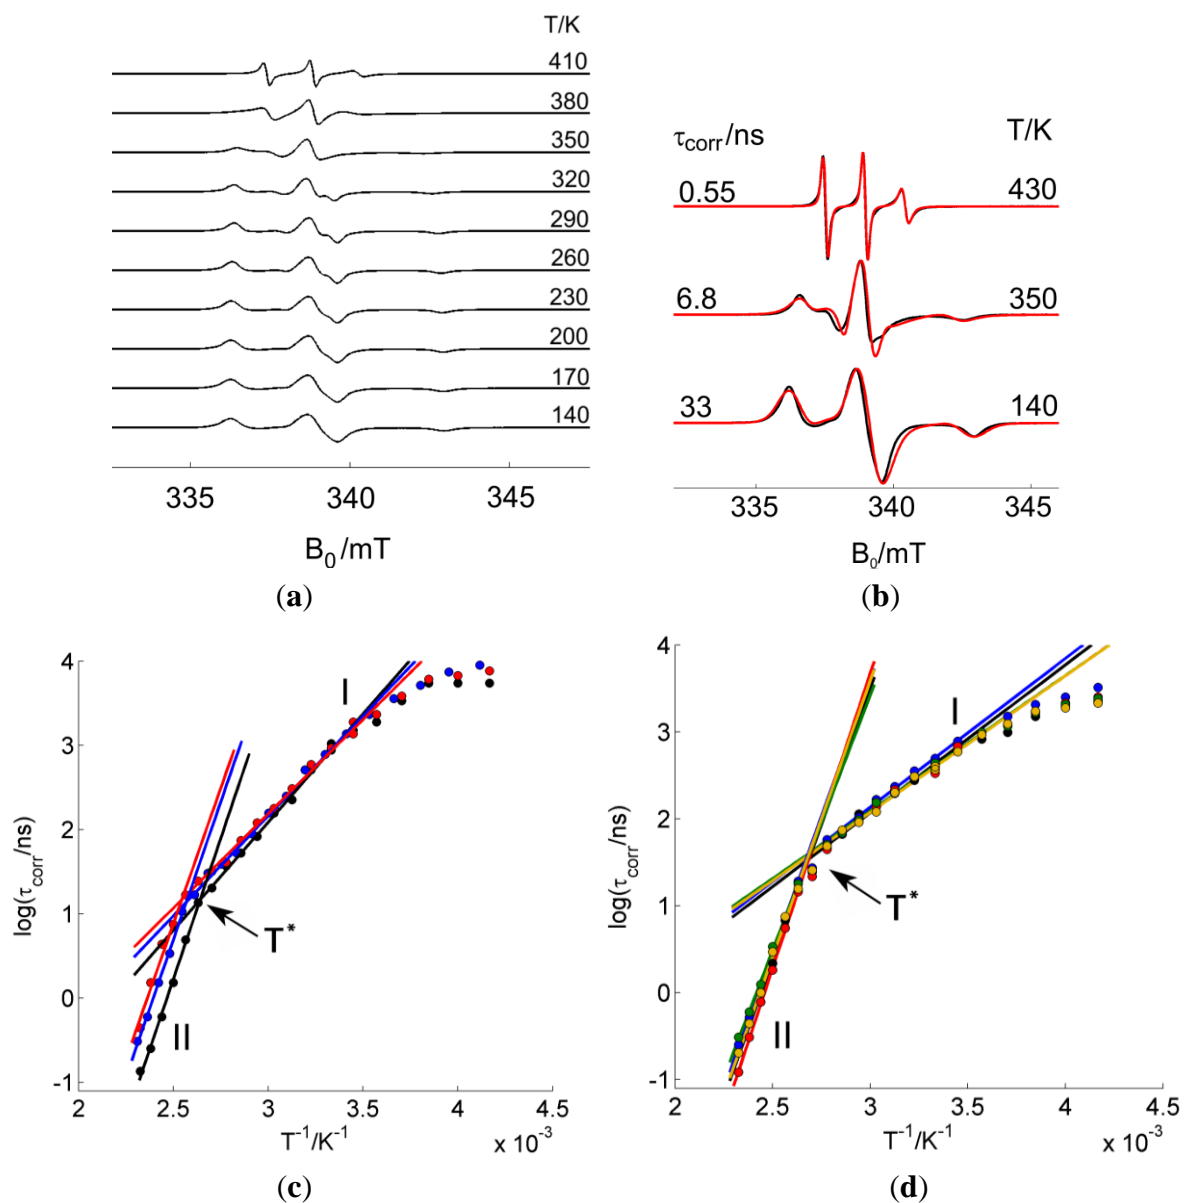 T/K
410
380
350
320
290
260
230
200
170
140
335 340 345
B0/mT
(a)
τcorr/ns T/K
0.55 430
6.8 350
33 140
335 340 345
B0/mT
(b)
4
3
2
1
0
-1
log(τcorr/ns)
I
T*
II
2 2.5 3 3.5 4 4.5
T-1/K-1
x 10-3
(c)
4
3
2
1
0
-1
log(τcorr/ns)
I
T*
II
2 2.5 3 3.5 4 4.5
T-1/K-1
x 10-3
(d)